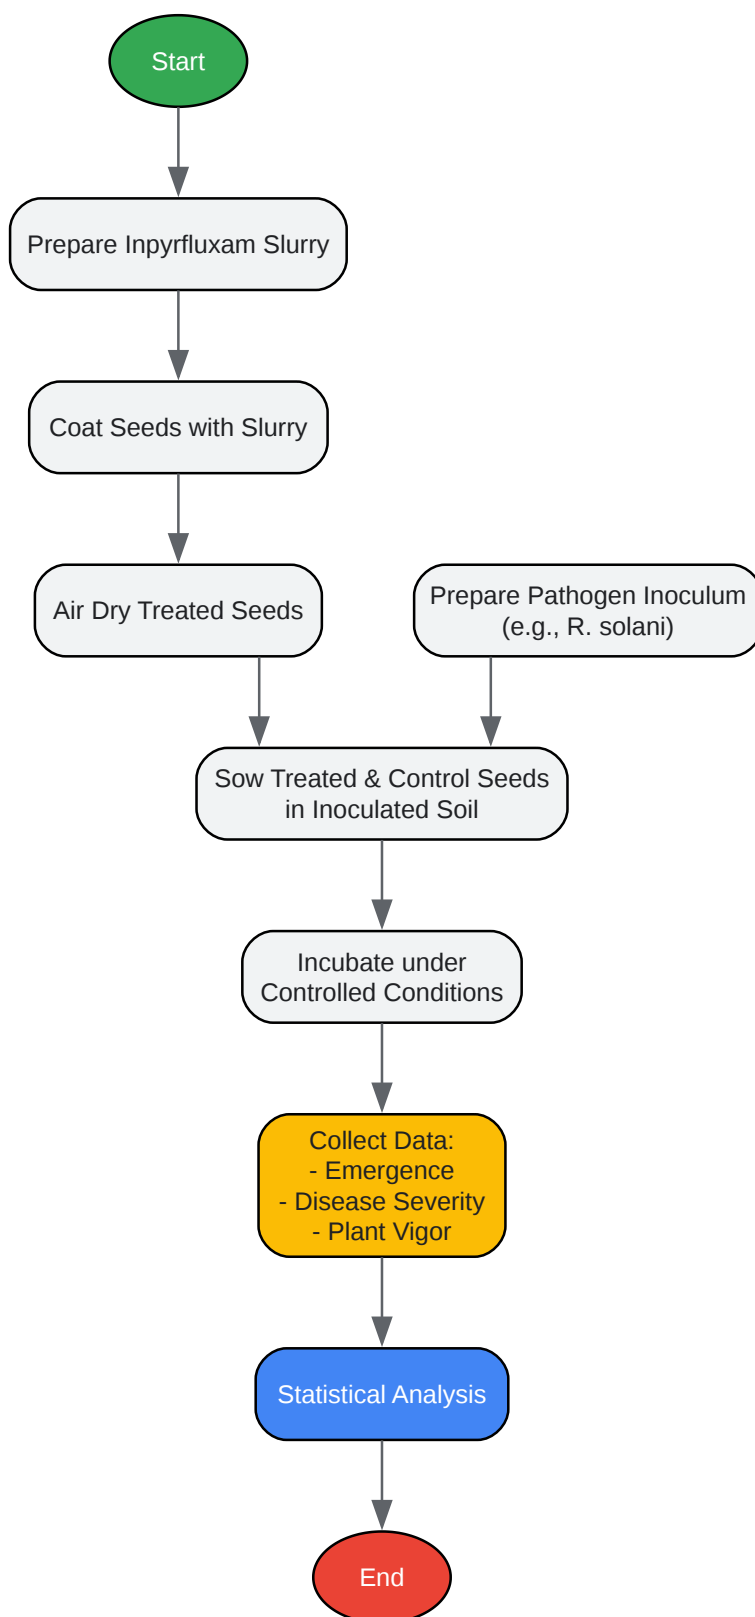 Start
Prepare Inpyrfluxam Slurry
Coat Seeds with Slurry
Air Dry Treated Seeds
Prepare Pathogen Inoculum
(e.g., R. solani)
Sow Treated & Control Seeds
in Inoculated Soil
Incubate under
Controlled Conditions
Collect Data:
- Emergence
- Disease Severity
- Plant Vigor
Statistical Analysis
End